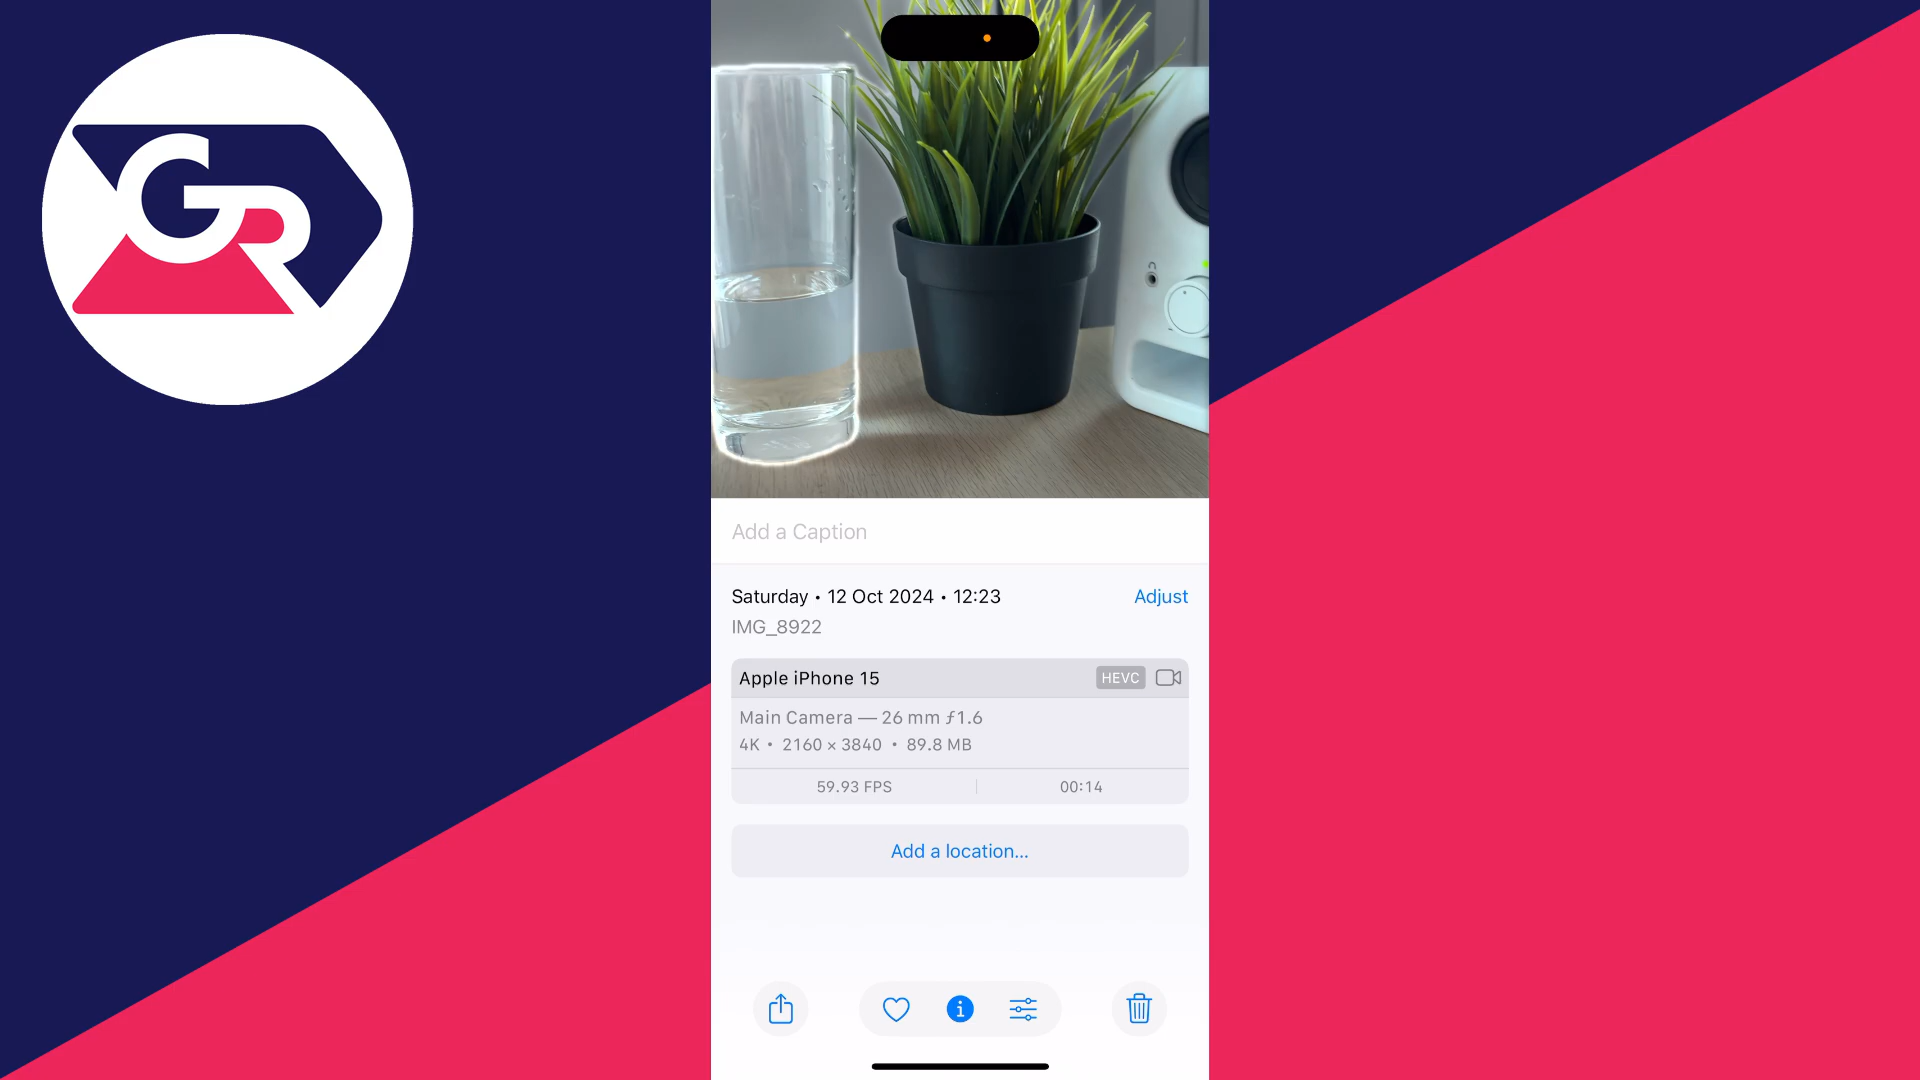 GR
Add a Caption
Saturday • 12 Oct 2024 • 12:23
Adjust
IMG_8922
Apple iPhone 15
HEVC
Main Camera — 26 mm ƒ1.6
4K • 2160 × 3840 • 89.8 MB
59.93 FPS
00:14
Add a location...